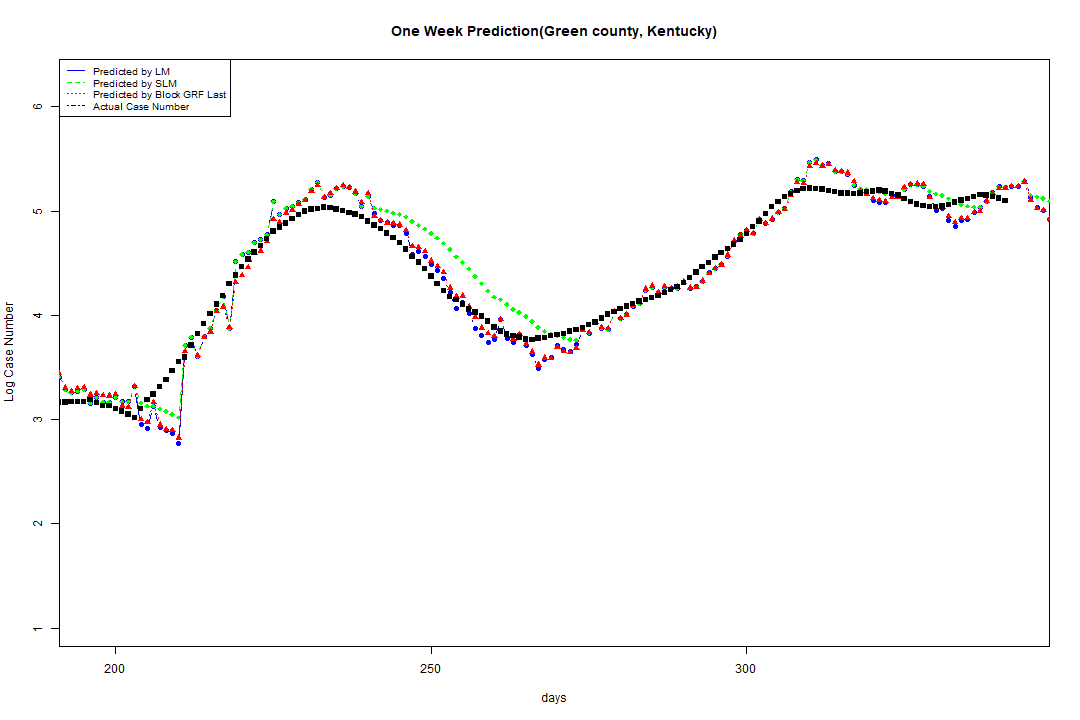 One Week Prediction(Green county, Kentucky)
Predicted by LM
Predicted by SLM
Predicted by Block GRF Last
Actual Case Number
6
5
4
3
2
1
Log Case Number
200 250 300
days